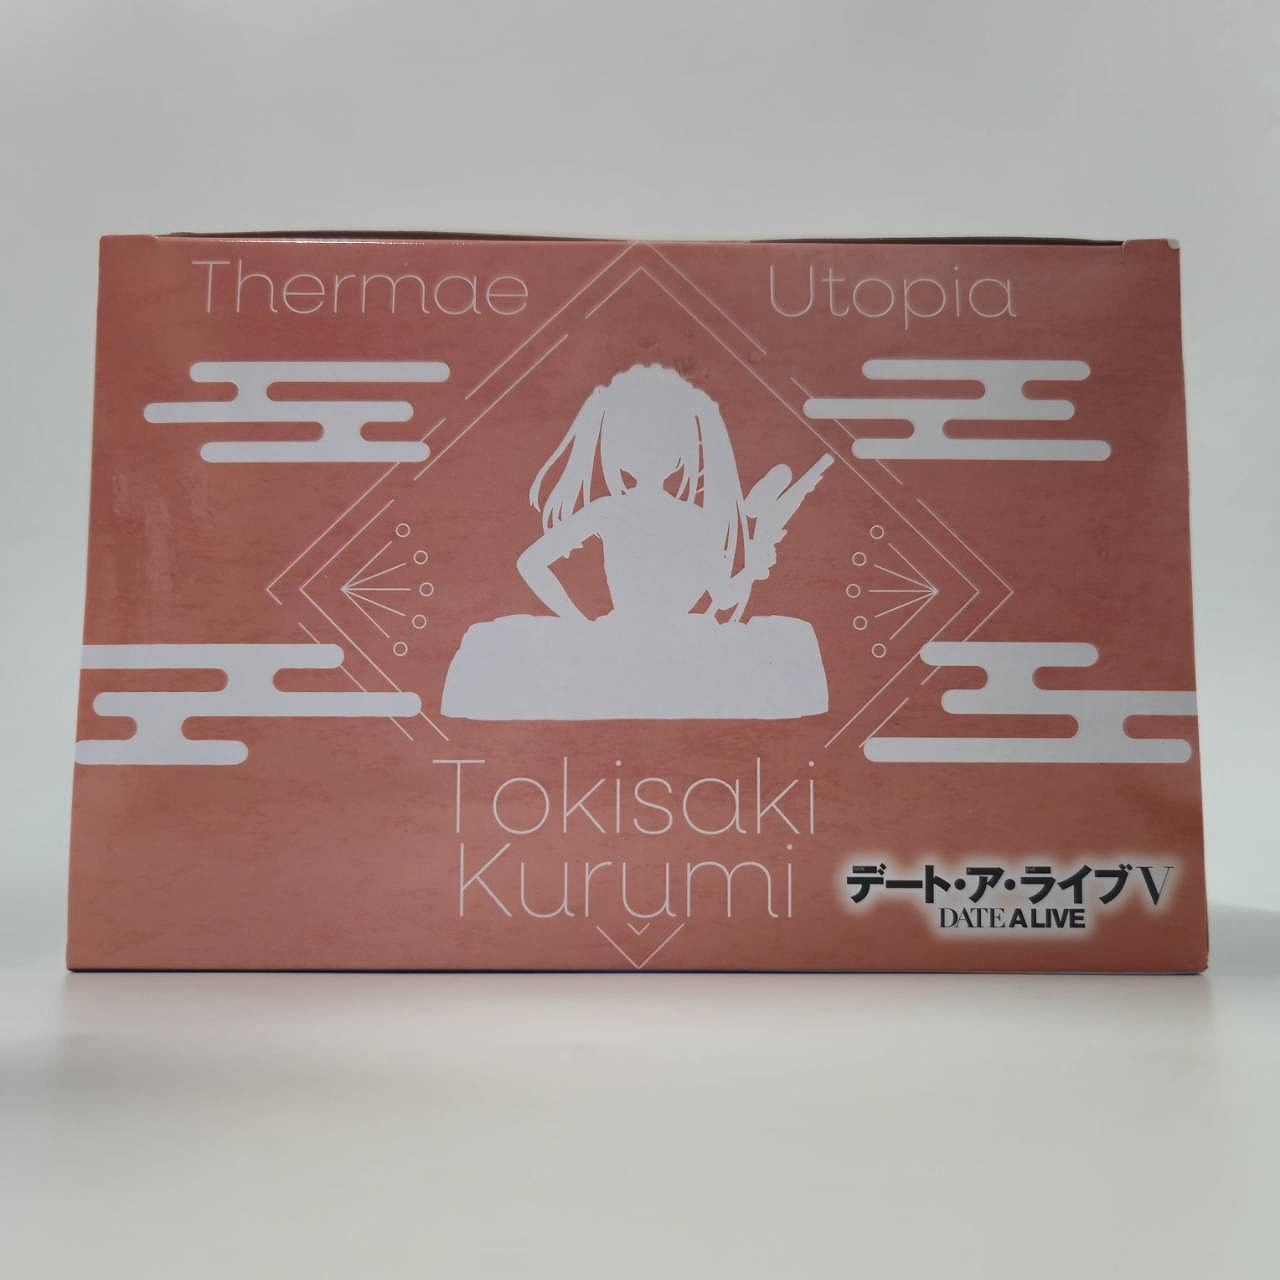 Thermae Utopia
Tokisaki
Kurumi
デート・ア・ライブV
DATE A LIVE